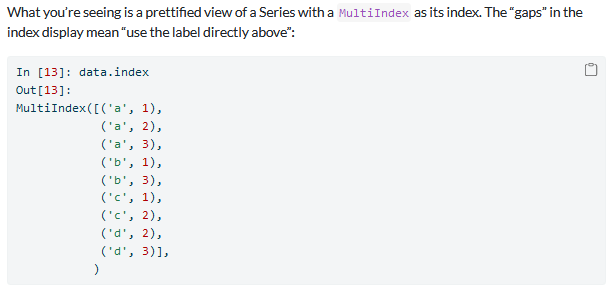 What you’re seeing is a prettified view of a Series with a MultiIndex as its index. The “gaps” in the
index display mean “use the label directly above”:
In [13]: data.index
Out[13]:
MultiIndex([('a', 1),
            ('a', 2),
            ('a', 3),
            ('b', 1),
            ('b', 3),
            ('c', 1),
            ('c', 2),
            ('d', 2),
            ('d', 3)],
           )